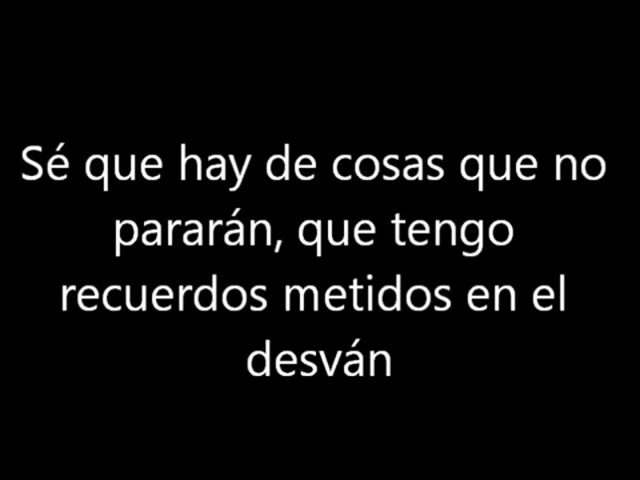 Sé que hay de cosas que no
pararán, que tengo
recuerdos metidos en el
desván